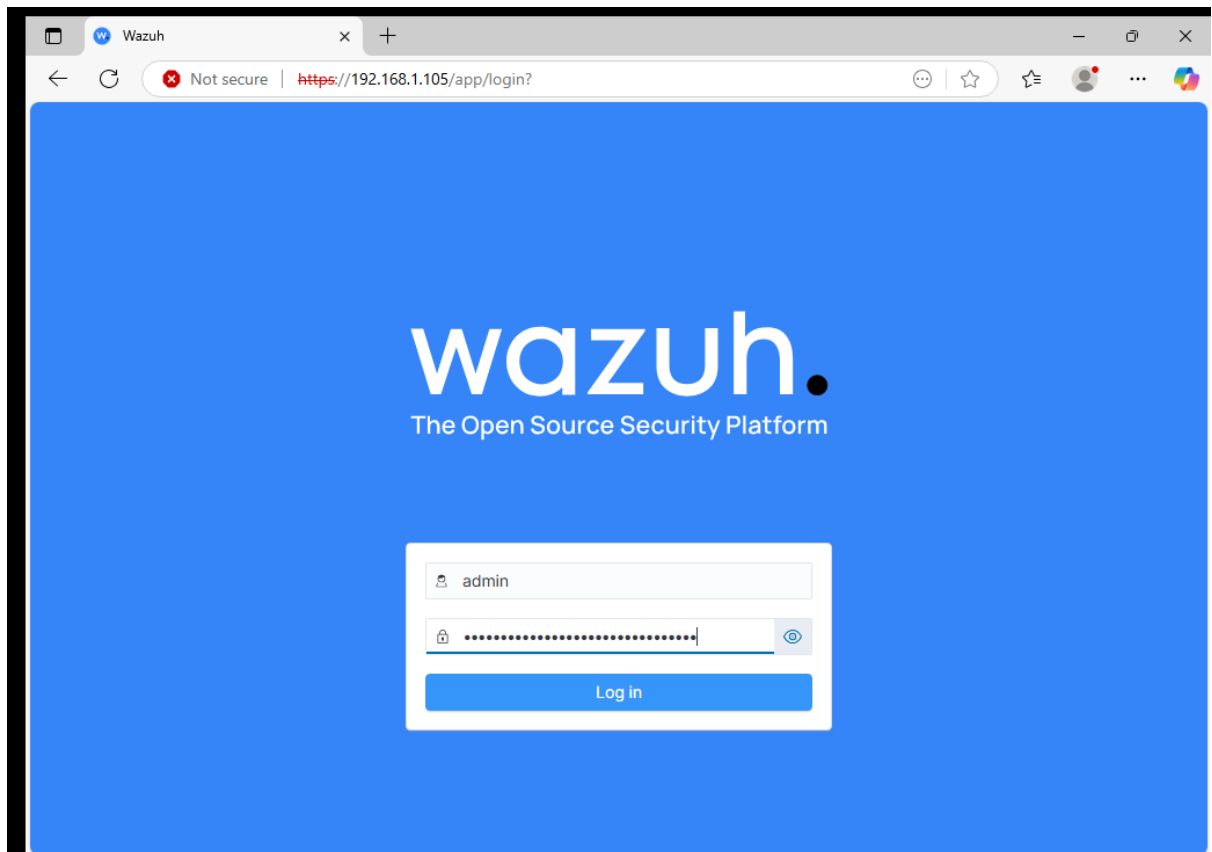 Wazuh
Not secure | https://192.168.1.105/app/login?
wazuh.
The Open Source Security Platform
admin
••••••••••••••••••••••••••••••••
Log in